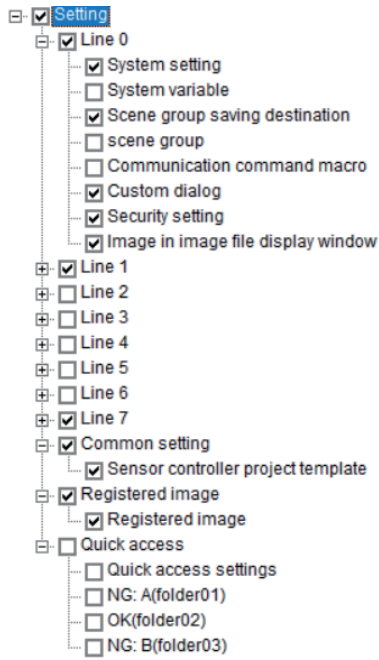 Setting
Line 0
System setting
System variable
Scene group saving destination
scene group
Communication command macro
Custom dialog
Security setting
Image in image file display window
Line 1
Line 2
Line 3
Line 4
Line 5
Line 6
Line 7
Common setting
Sensor controller project template
Registered image
Registered image
Quick access
Quick access settings
NG: A(folder01)
OK(folder02)
NG: B(folder03)